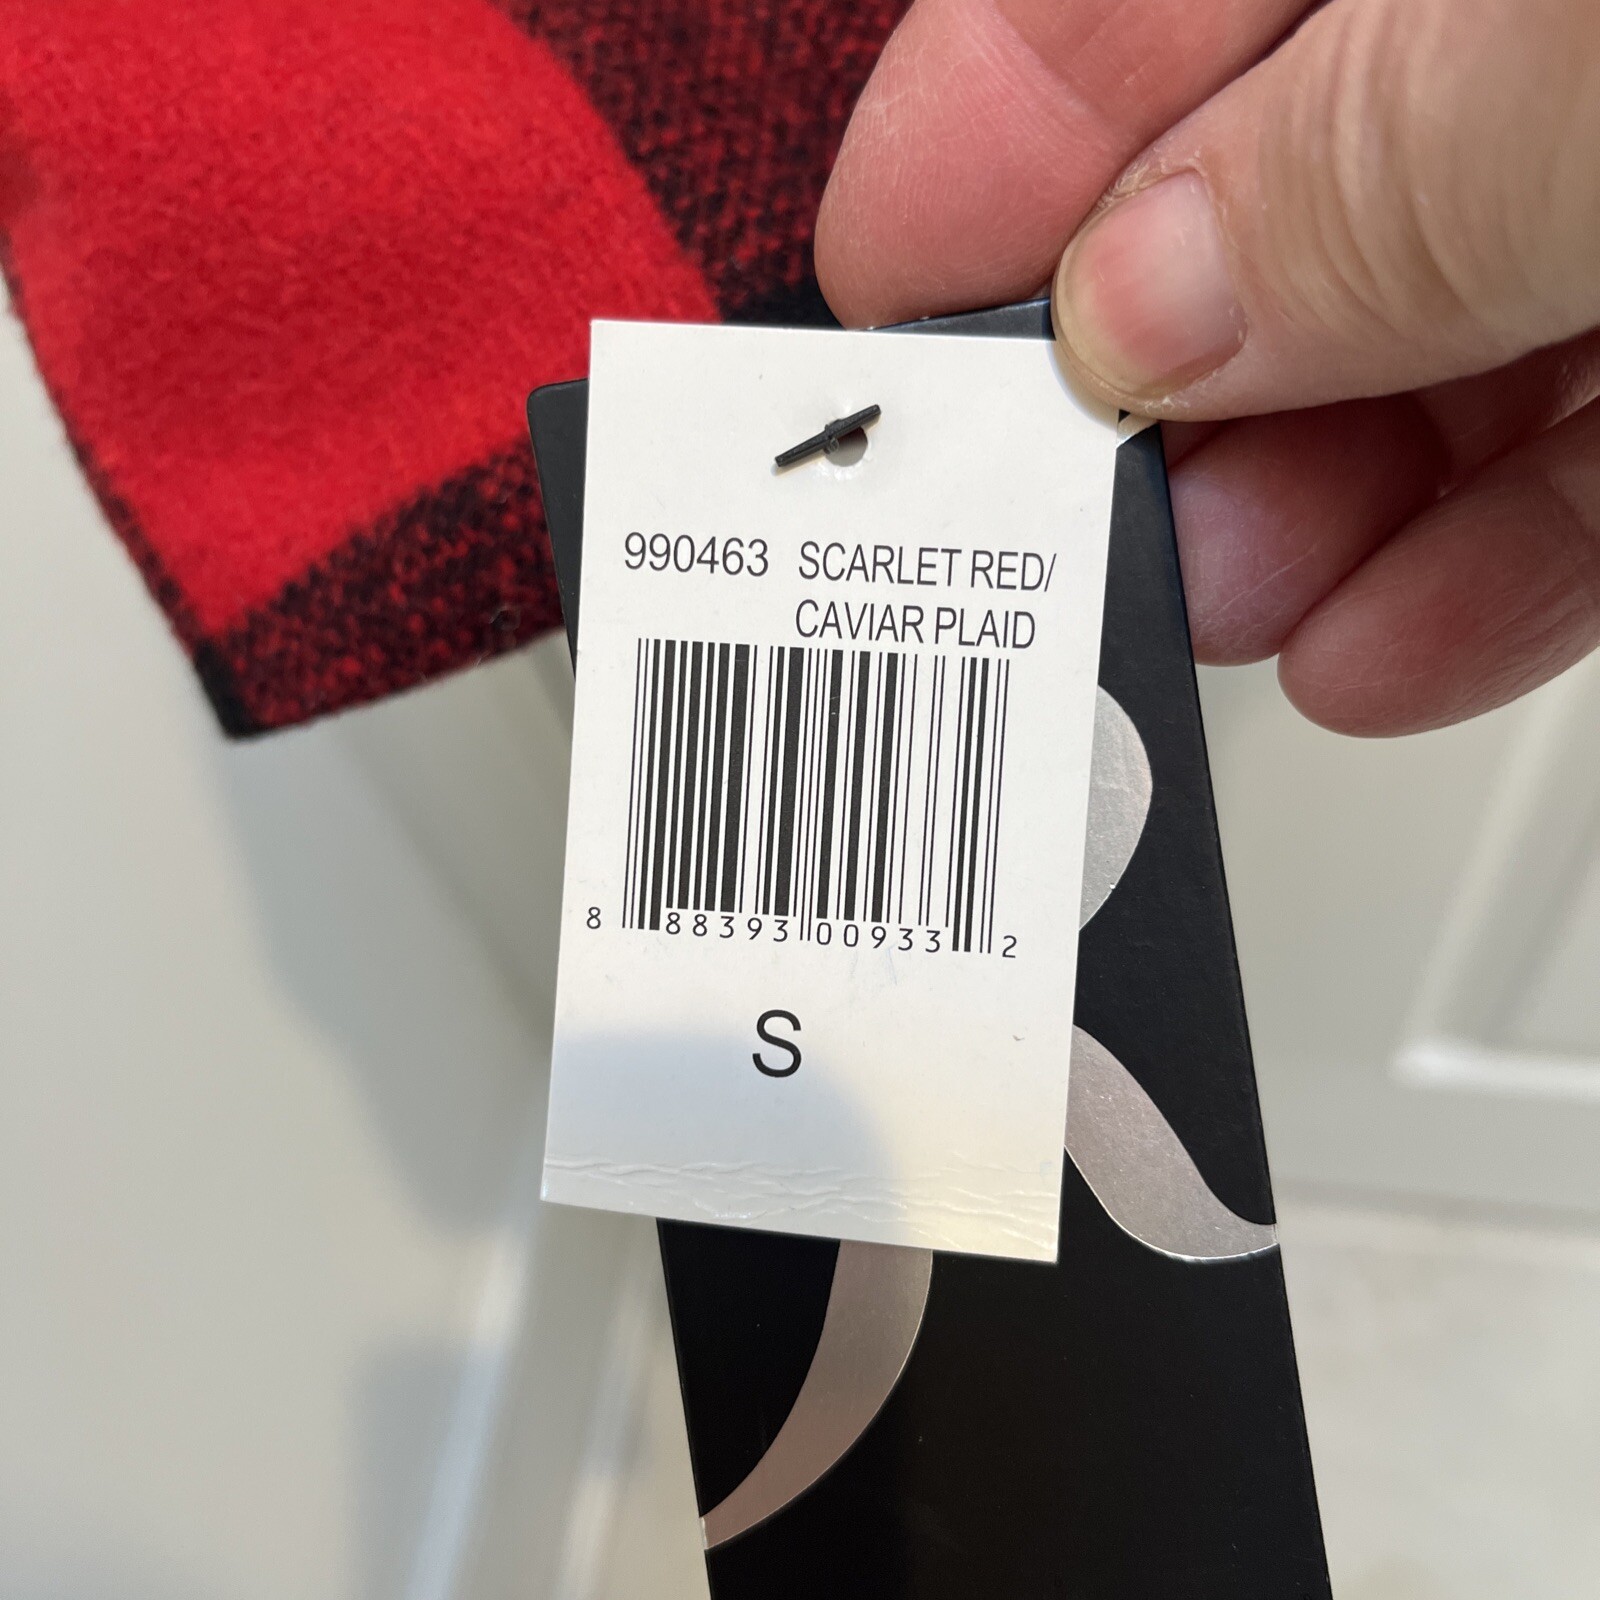 990463 SCARLET RED/
CAVIAR PLAID
8 88393 00933 2
S